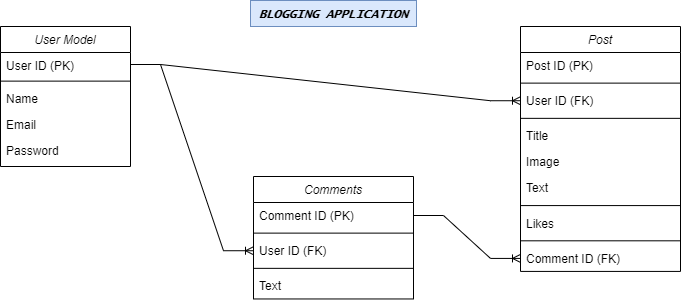 BLOGGING APPLICATION
User Model
User ID (PK)
Name
Email
Password
Comments
Comment ID (PK)
User ID (FK)
Text
Post
Post ID (PK)
User ID (FK)
Title
Image
Text
Likes
Comment ID (FK)